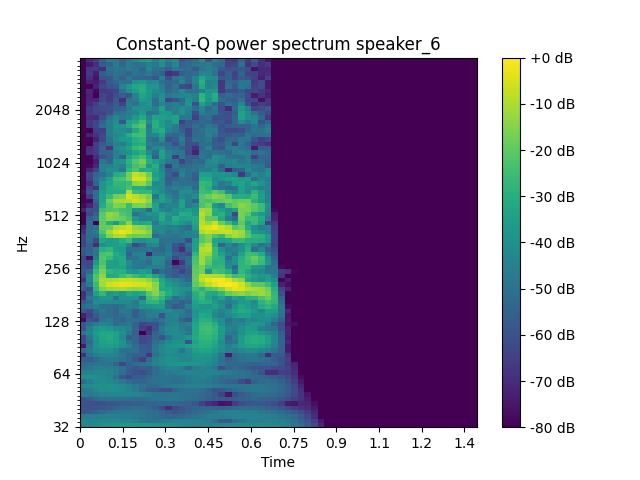 Constant-Q power spectrum speaker_6
2048
1024
512
256
128
64
32
Hz
0 0.15 0.3 0.45 0.6 0.75 0.9 1.1 1.2 1.4
Time
+0 dB
-10 dB
-20 dB
-30 dB
-40 dB
-50 dB
-60 dB
-70 dB
-80 dB